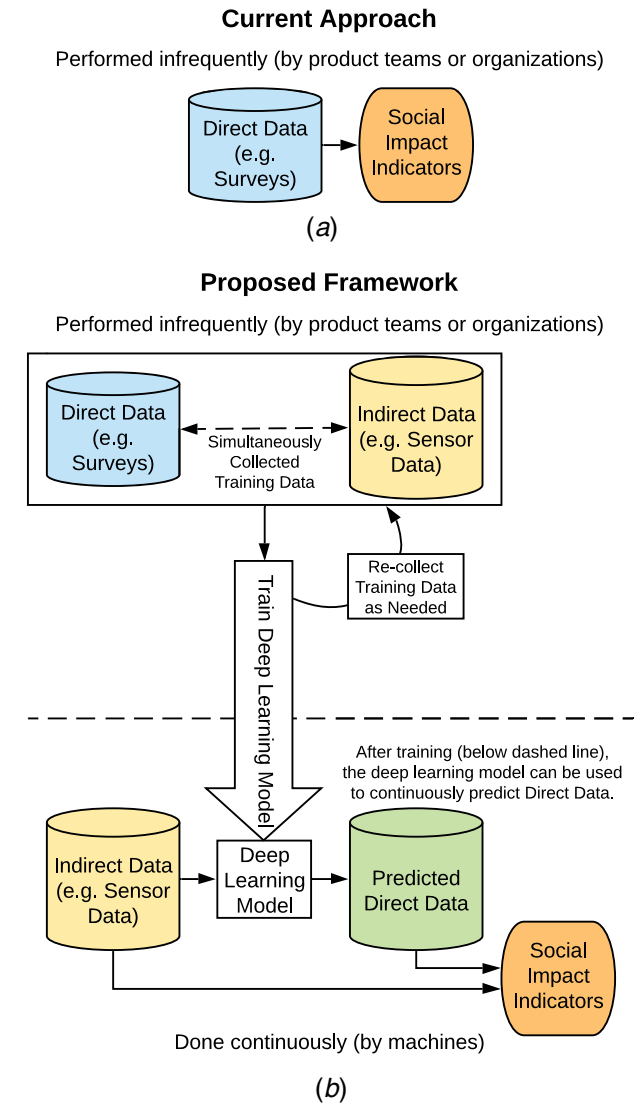 Current Approach
Performed infrequently (by product teams or organizations)
Direct Data
(e.g.
Surveys)
Social
Impact
Indicators
(a)
Proposed Framework
Performed infrequently (by product teams or organizations)
Direct Data
(e.g.
Surveys)
Simultaneously
Collected
Training Data
Indirect Data
(e.g. Sensor
Data)
Re-collect
Training Data
as Needed
Train Deep Learning Model
After training (below dashed line),
the deep learning model can be used
to continuously predict Direct Data.
Indirect Data
(e.g. Sensor
Data)
Deep
Learning
Model
Predicted
Direct Data
Social
Impact
Indicators
Done continuously (by machines)
(b)